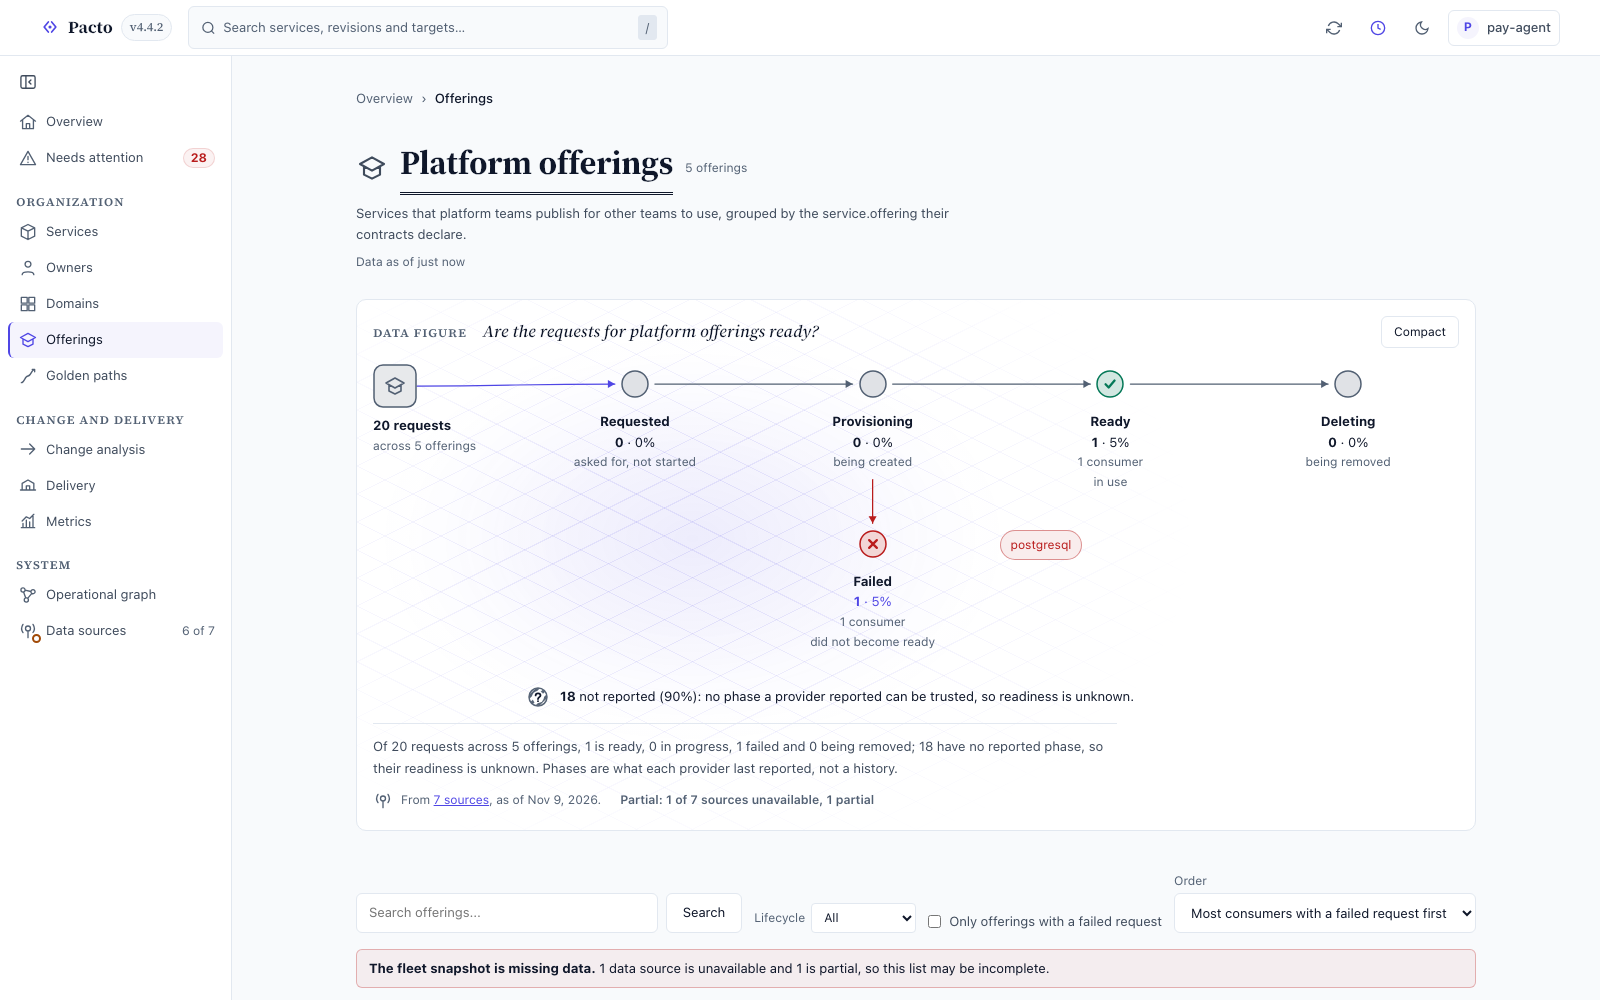 Pacto
v4.4.2
Search services, revisions and targets...
/
P
pay-agent
Overview
Needs attention
28
ORGANIZATION
Services
Owners
Domains
Offerings
Golden paths
CHANGE AND DELIVERY
Change analysis
Delivery
Metrics
SYSTEM
Operational graph
Data sources
6 of 7
Overview › Offerings
Platform offerings
5 offerings
Services that platform teams publish for other teams to use, grouped by the service.offering their
contracts declare.
Data as of just now
DATA FIGURE
Are the requests for platform offerings ready?
Compact
20 requests
across 5 offerings
Requested
0 · 0%
asked for, not started
Provisioning
0 · 0%
being created
Ready
1 · 5%
1 consumer
in use
Deleting
0 · 0%
being removed
postgresql
Failed
1 · 5%
1 consumer
did not become ready
18 not reported (90%): no phase a provider reported can be trusted, so readiness is unknown.
Of 20 requests across 5 offerings, 1 is ready, 0 in progress, 1 failed and 0 being removed; 18 have no reported phase, so
their readiness is unknown. Phases are what each provider last reported, not a history.
From 7 sources, as of Nov 9, 2026.
Partial: 1 of 7 sources unavailable, 1 partial
Search offerings...
Search
Lifecycle
All
Only offerings with a failed request
Order
Most consumers with a failed request first
The fleet snapshot is missing data. 1 data source is unavailable and 1 is partial, so this list may be incomplete.